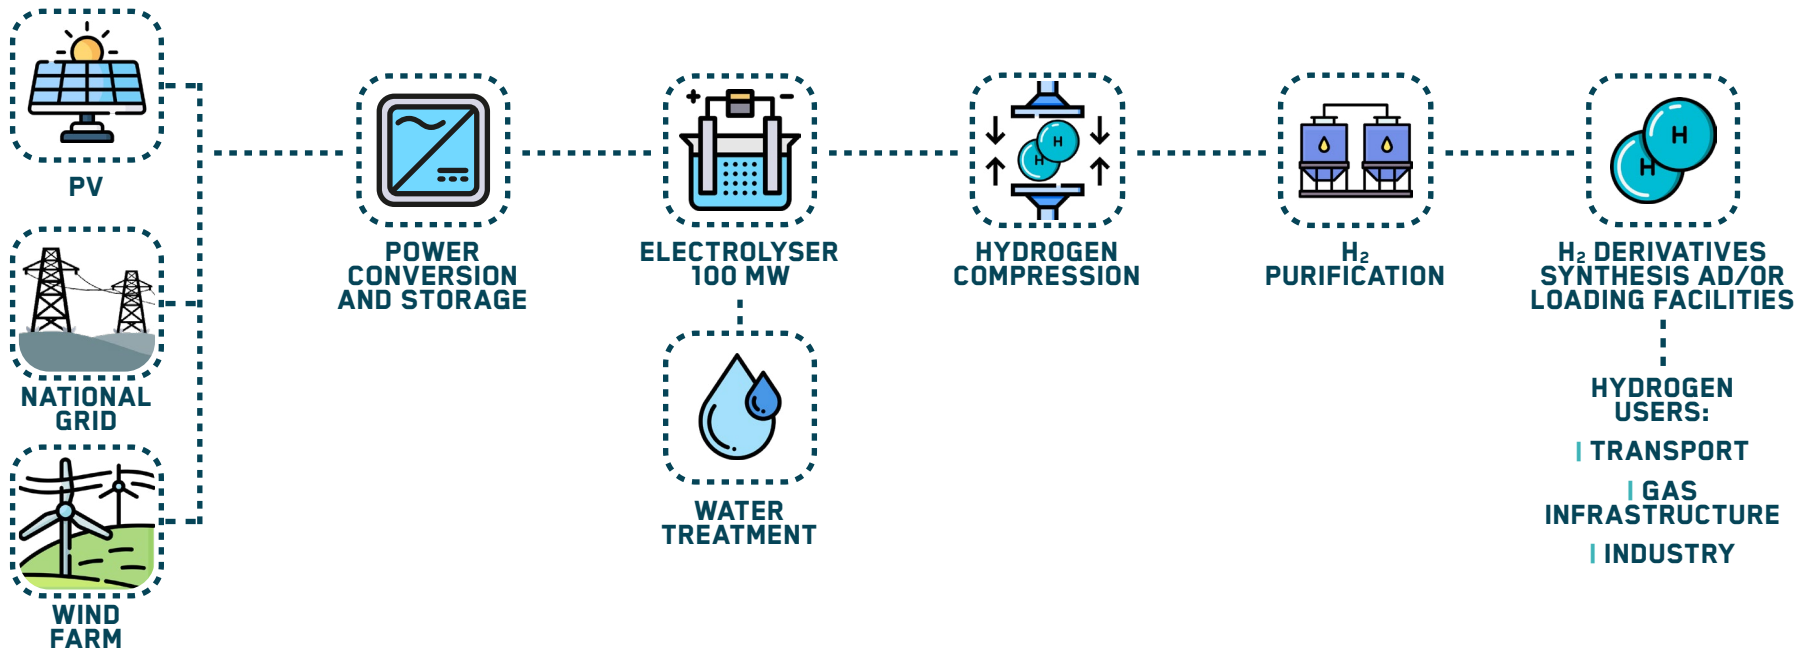 PV
NATIONAL
GRID
WIND
FARM
POWER
CONVERSION
AND STORAGE
+ −
ELECTROLYSER
100 MW
WATER
TREATMENT
H
H
HYDROGEN
COMPRESSION
H₂
PURIFICATION
H
H
H₂ DERIVATIVES
SYNTHESIS AD/OR
LOADING FACILITIES
HYDROGEN
USERS:
| TRANSPORT
| GAS
INFRASTRUCTURE
| INDUSTRY